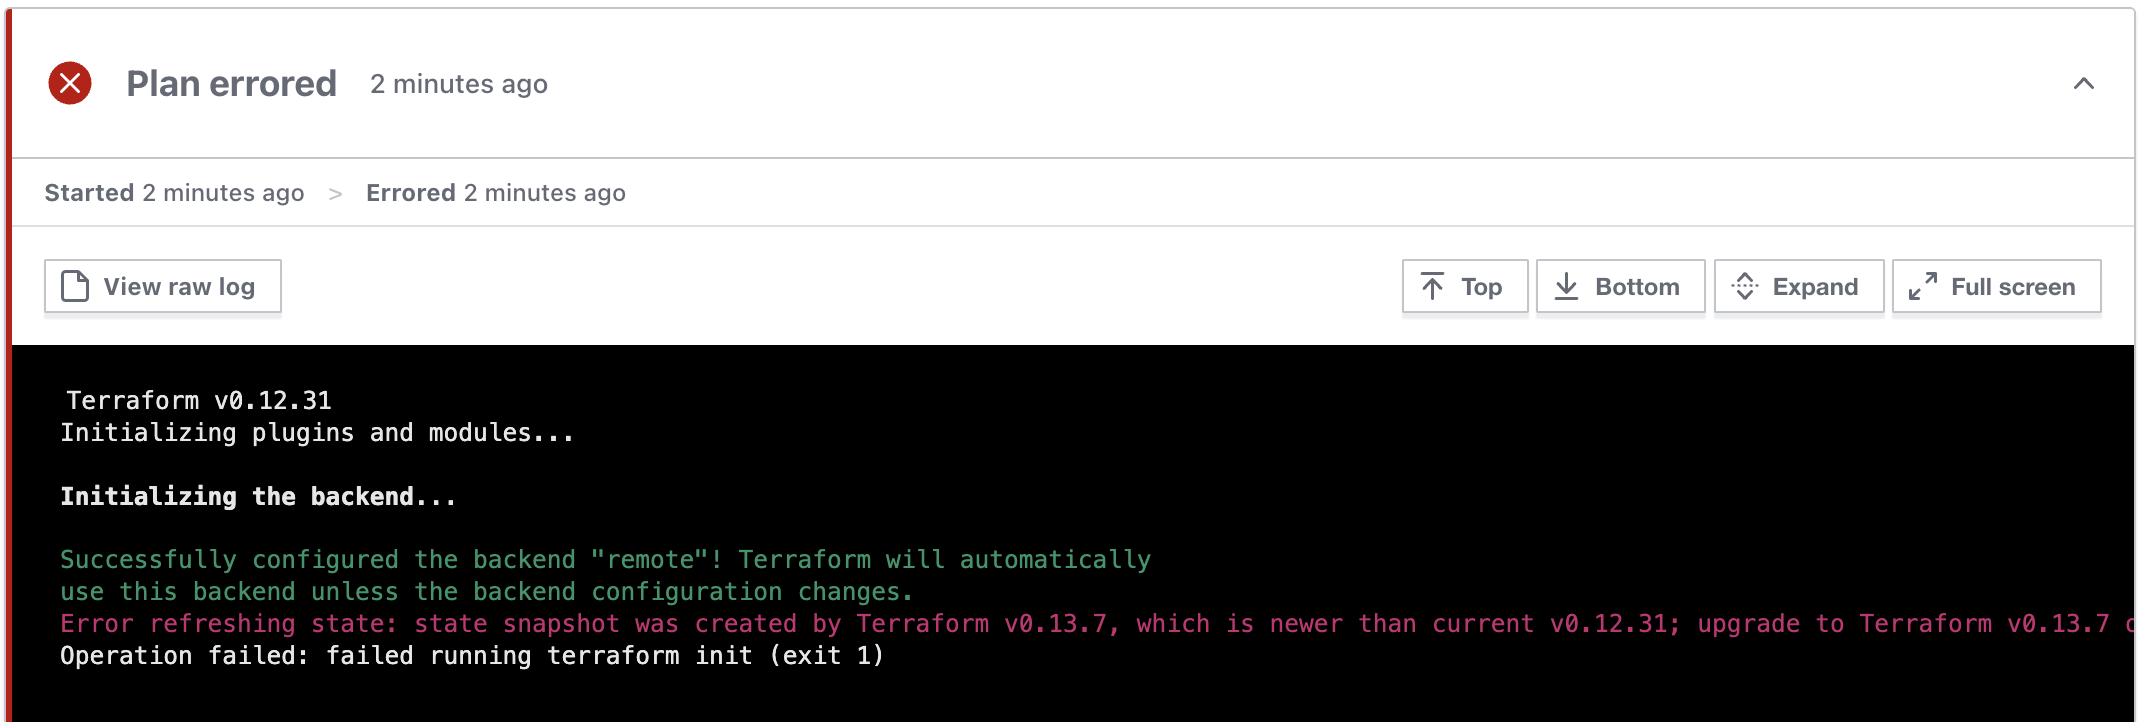 Plan errored 2 minutes ago
Started 2 minutes ago > Errored 2 minutes ago
View raw log Top Bottom Expand Full screen
Terraform v0.12.31
Initializing plugins and modules...
Initializing the backend...
Successfully configured the backend "remote"! Terraform will automatically
use this backend unless the backend configuration changes.
Error refreshing state: state snapshot was created by Terraform v0.13.7, which is newer than current v0.12.31; upgrade to Terraform v0.13.7
Operation failed: failed running terraform init (exit 1)